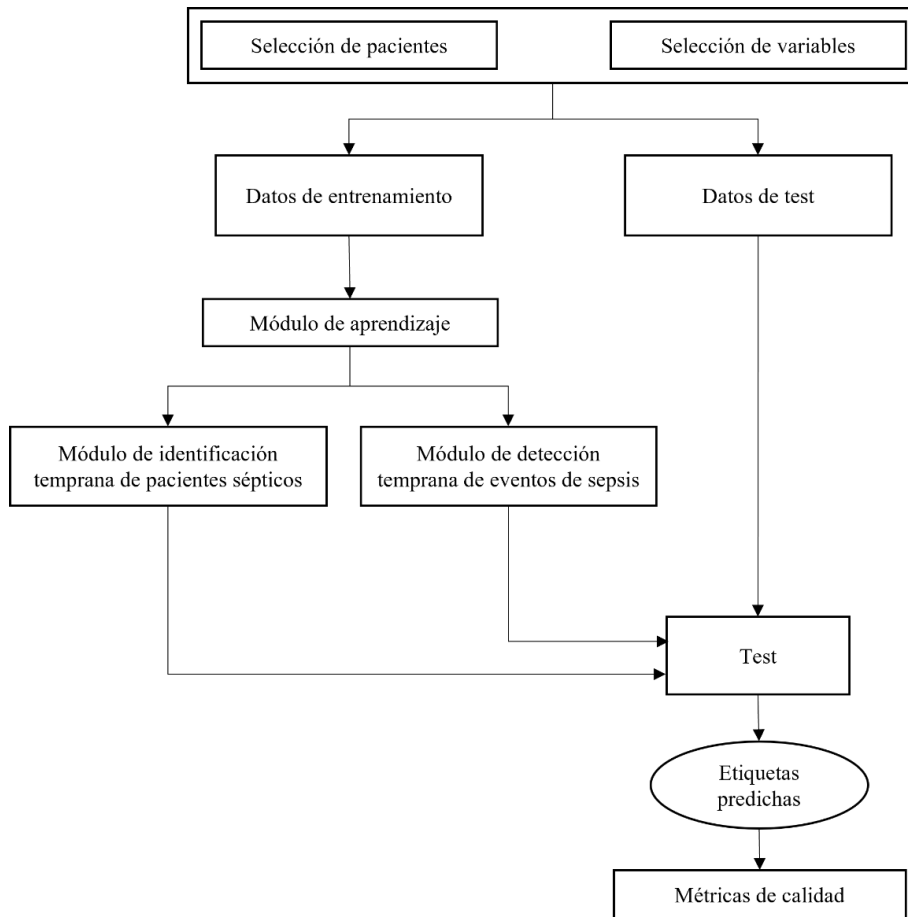 Selección de pacientes
Selección de variables
Datos de entrenamiento
Datos de test
Módulo de aprendizaje
Módulo de identificación
temprana de pacientes sépticos
Módulo de detección
temprana de eventos de sepsis
Test
Etiquetas
predichas
Métricas de calidad